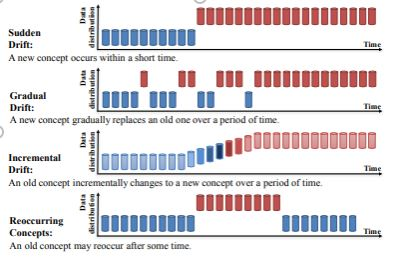 Data
distribution
Sudden
Drift:
Time
A new concept occurs within a short time.
Data
distribution
Gradual
Drift:
Time
A new concept gradually replaces an old one over a period of time.
Data
distribution
Incremental
Drift:
Time
An old concept incrementally changes to a new concept over a period of time.
Data
distribution
Reoccurring
Concepts:
Time
An old concept may reoccur after some time.